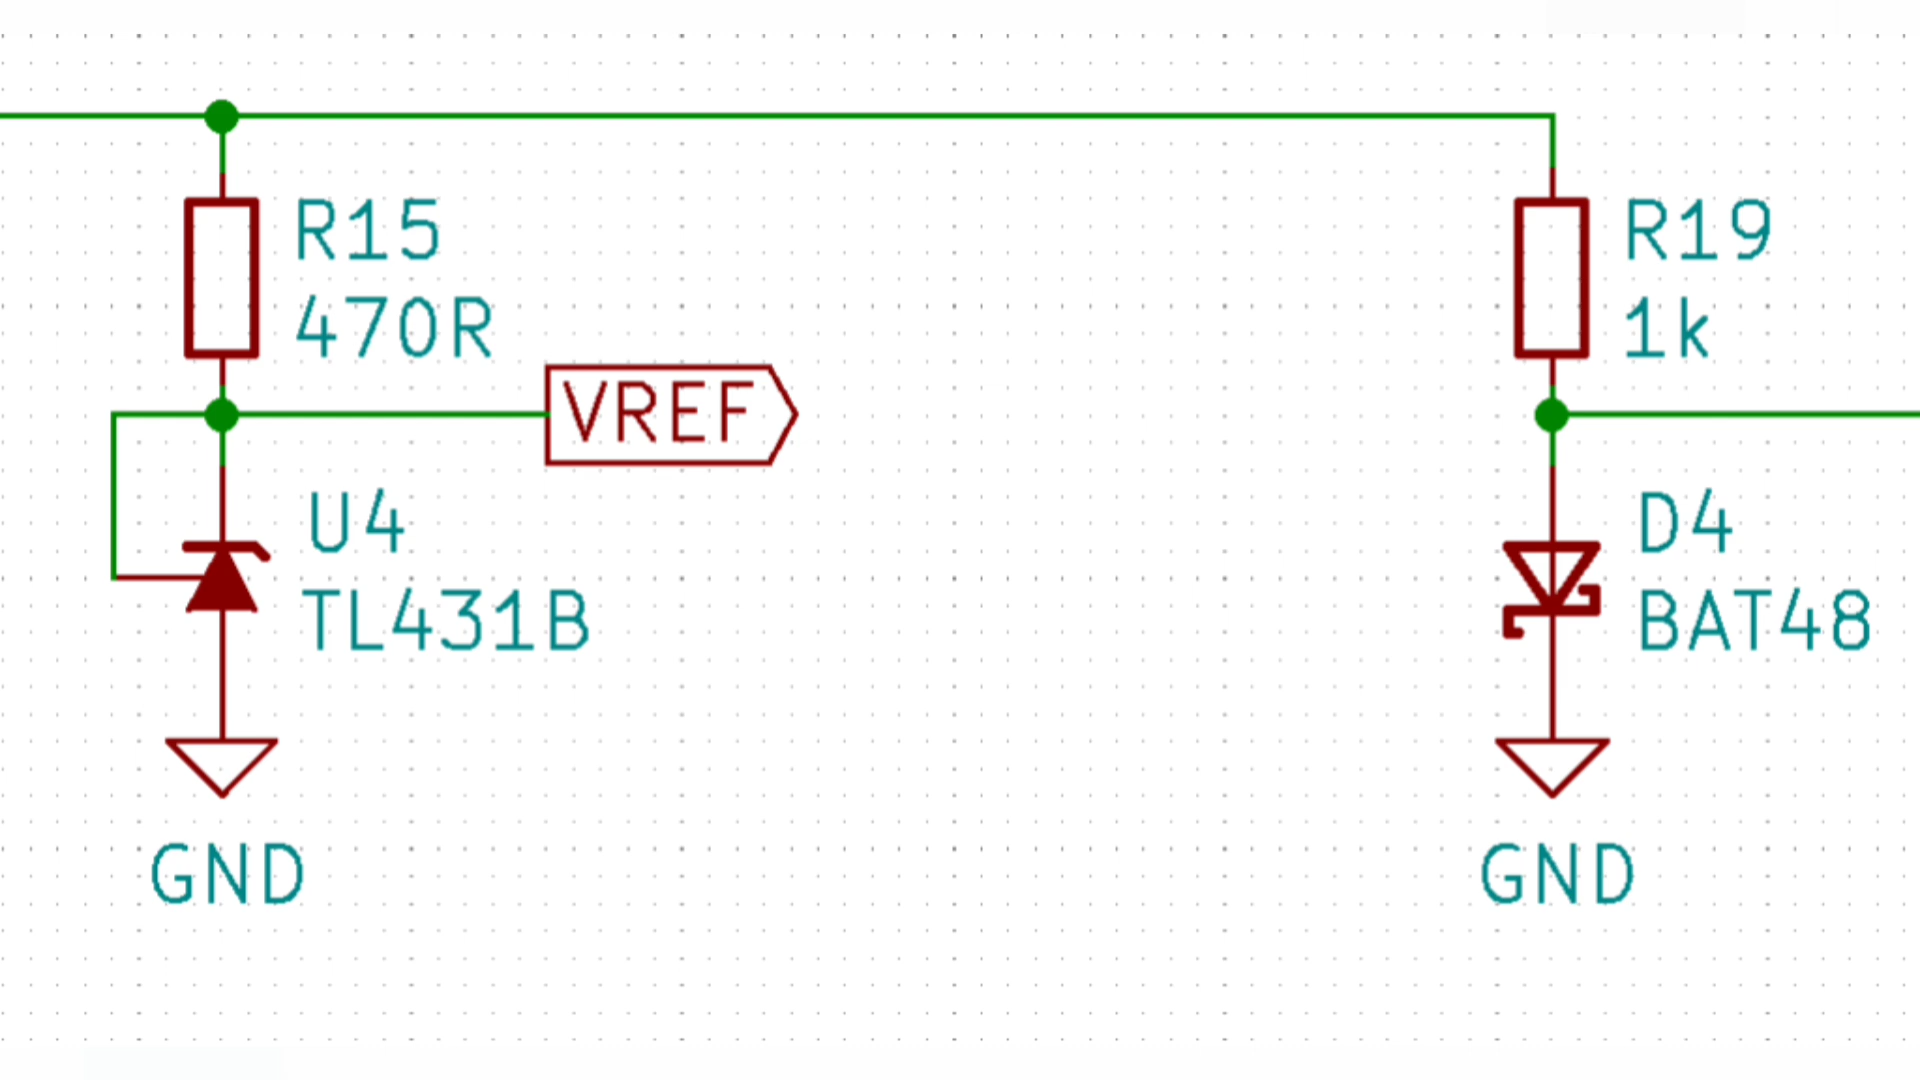 R15
470R
VREF
U4
TL431B
GND
R19
1k
D4
BAT48
GND